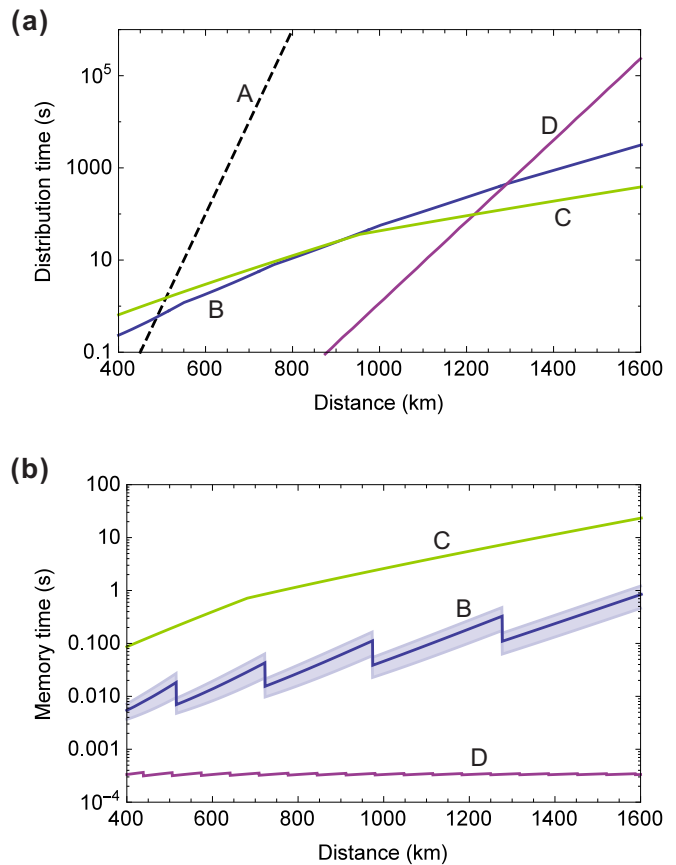 (a)
Distribution time (s)
10^5
1000
10
0.1
A
B
C
D
400 600 800 1000 1200 1400 1600
Distance (km)
(b)
Memory time (s)
100
10
1
0.100
0.010
0.001
10^-4
C
B
D
400 600 800 1000 1200 1400 1600
Distance (km)